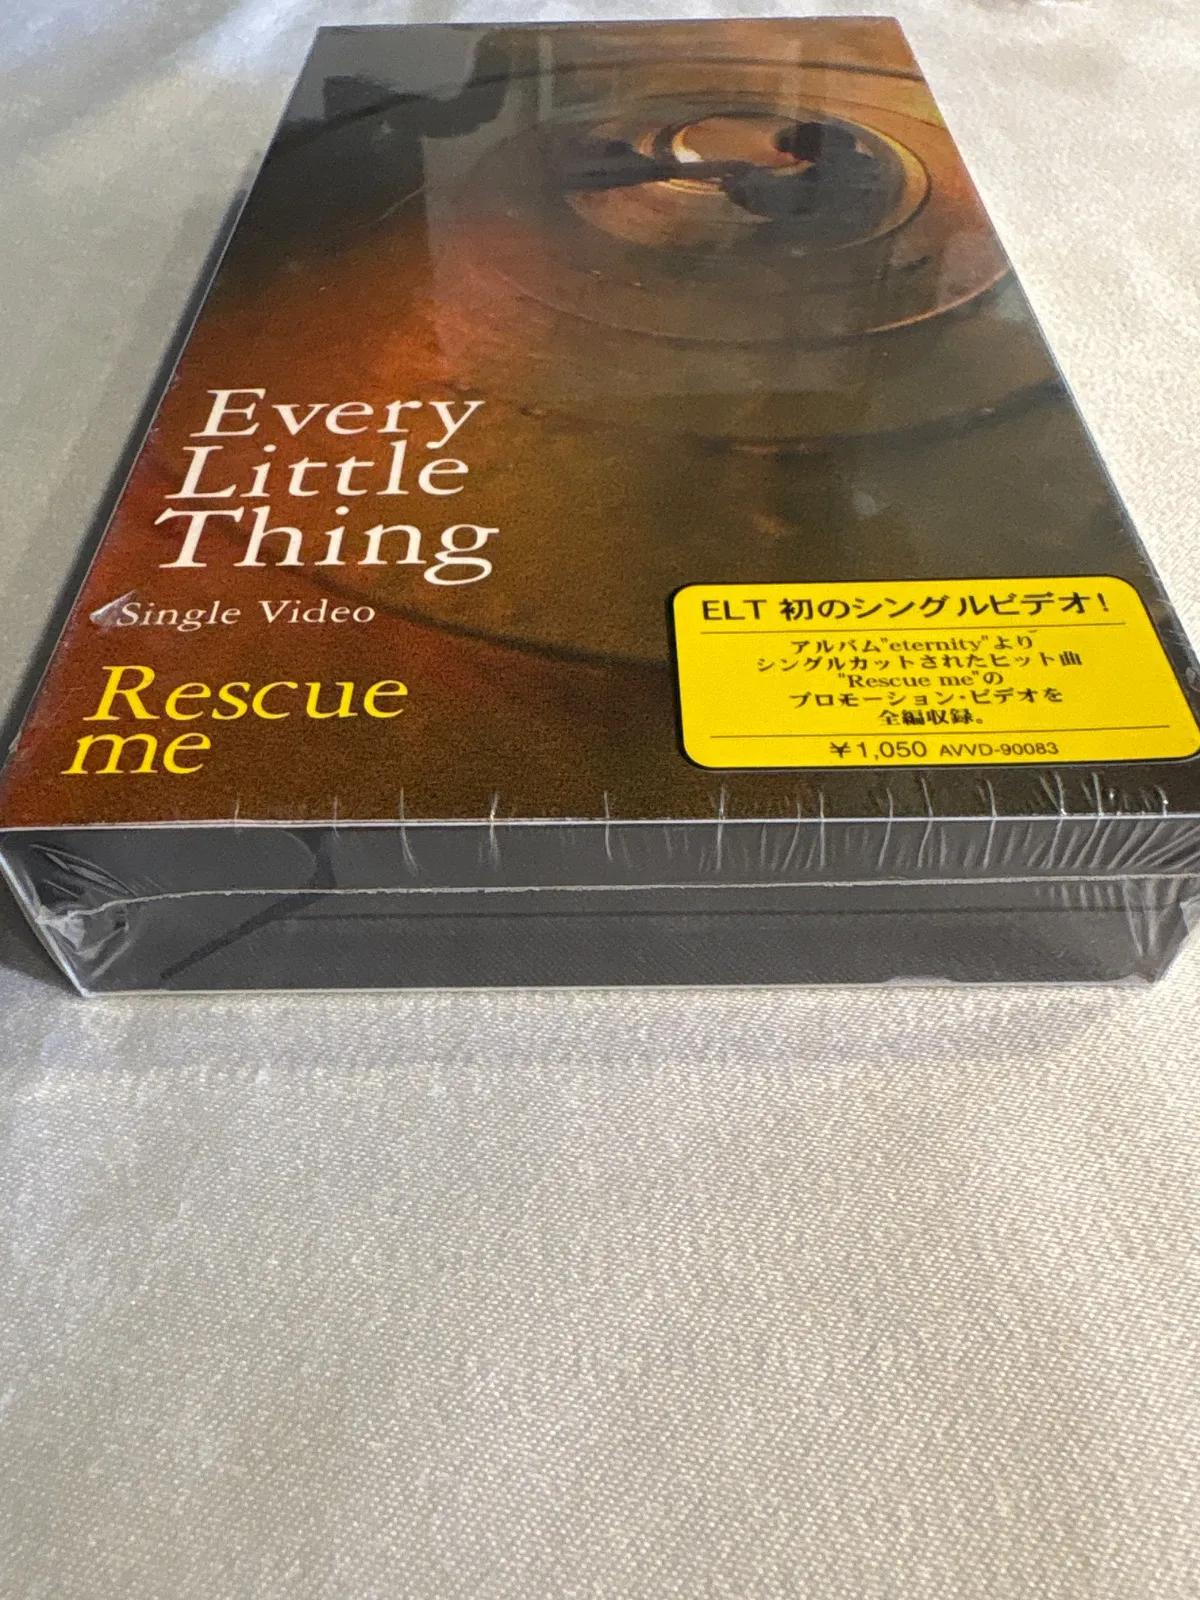 Every
Little
Thing
Single Video
Rescue
me
ELT 初のシングルビデオ!
アルバム"eternity"より
シングルカットされたヒット曲
"Rescue me"の
プロモーション・ビデオを
全編収録。
¥1,050 AVVD-90083